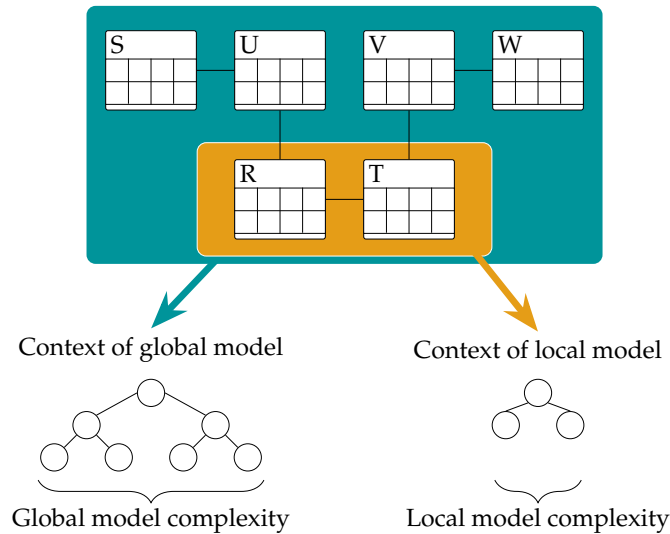 S U V W
R T
Context of global model
Context of local model
Global model complexity
Local model complexity